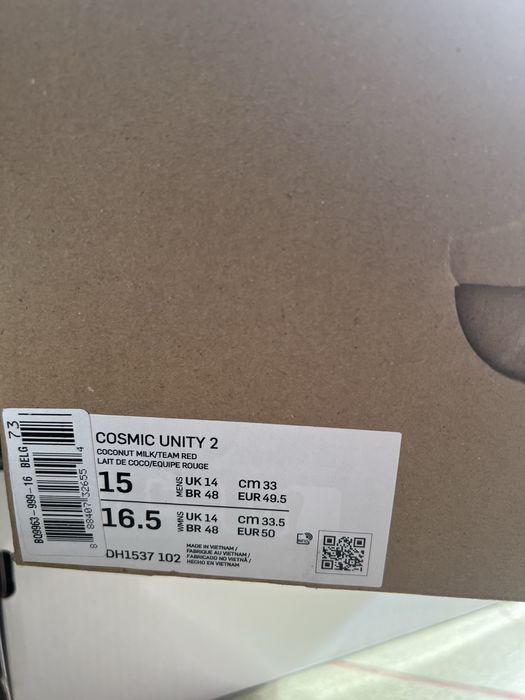 COSMIC UNITY 2
COCONUT MILK/TEAM RED
LAIT DE COCO/EQUIPE ROUGE
15 MENS UK 14 cm 33
BR 48 EUR 49.5
16.5 WMNS UK 14 cm 33.5
BR 48 EUR 50
DH1537 102
MADE IN VIETNAM /
FABRIQUE AU VIETNAM /
FABRICADO NO VIETNÃ /
HECHO EN VIETNAM
RFID
BQ9963-999-16 BELG 73
8 88407 32655 4